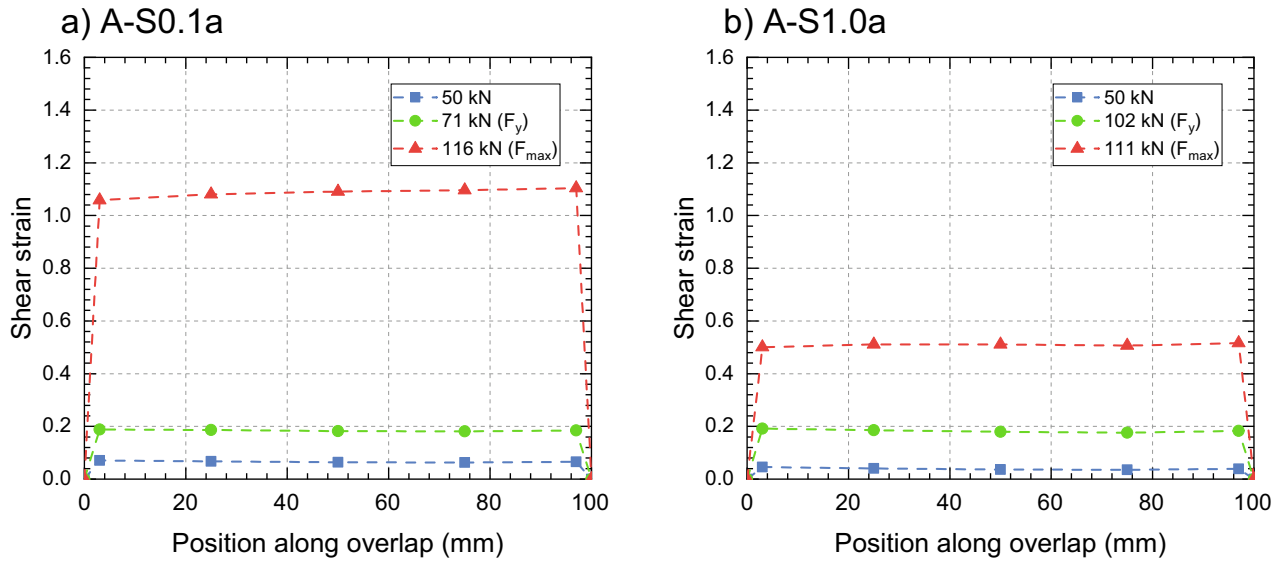 a) A-S0.1a
1.6
1.4
1.2
1.0
0.8
0.6
0.4
0.2
0.0
Shear strain
50 kN
71 kN (Fy)
116 kN (Fmax)
0 20 40 60 80 100
Position along overlap (mm)
b) A-S1.0a
1.6
1.4
1.2
1.0
0.8
0.6
0.4
0.2
0.0
Shear strain
50 kN
102 kN (Fy)
111 kN (Fmax)
0 20 40 60 80 100
Position along overlap (mm)